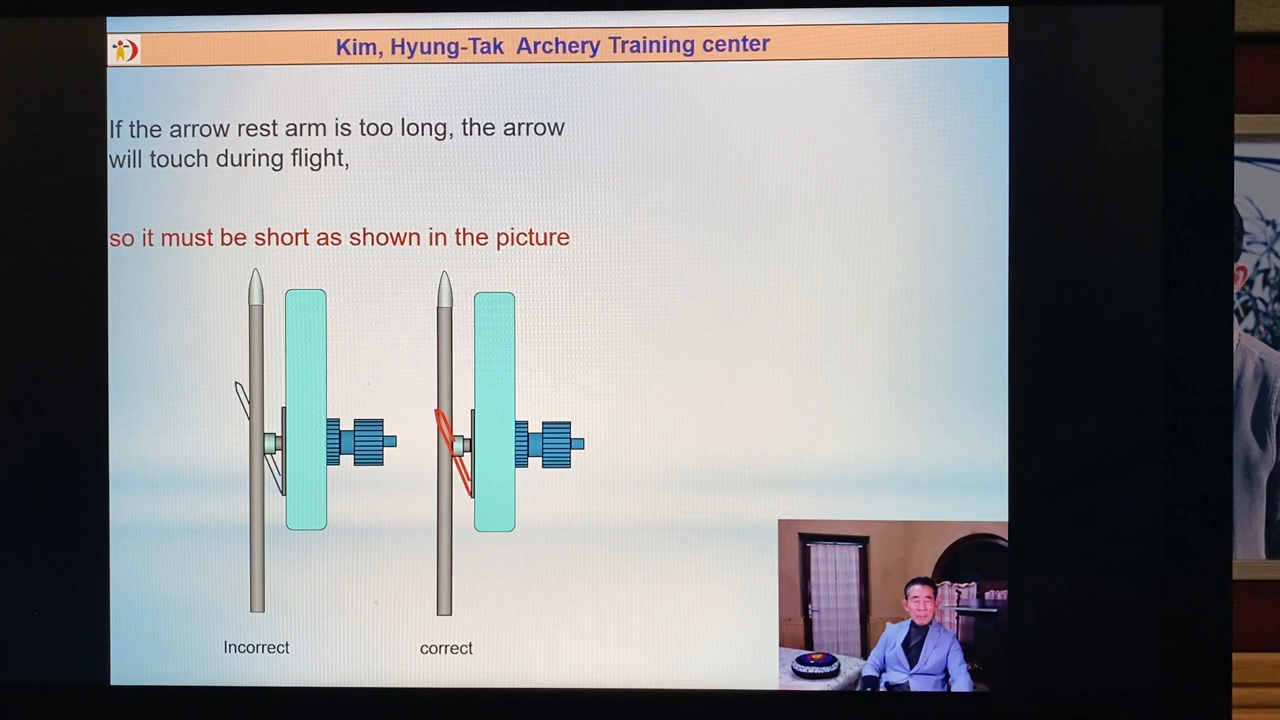 Kim, Hyung-Tak Archery Training center
If the arrow rest arm is too long, the arrow
will touch during flight,
so it must be short as shown in the picture
Incorrect
correct